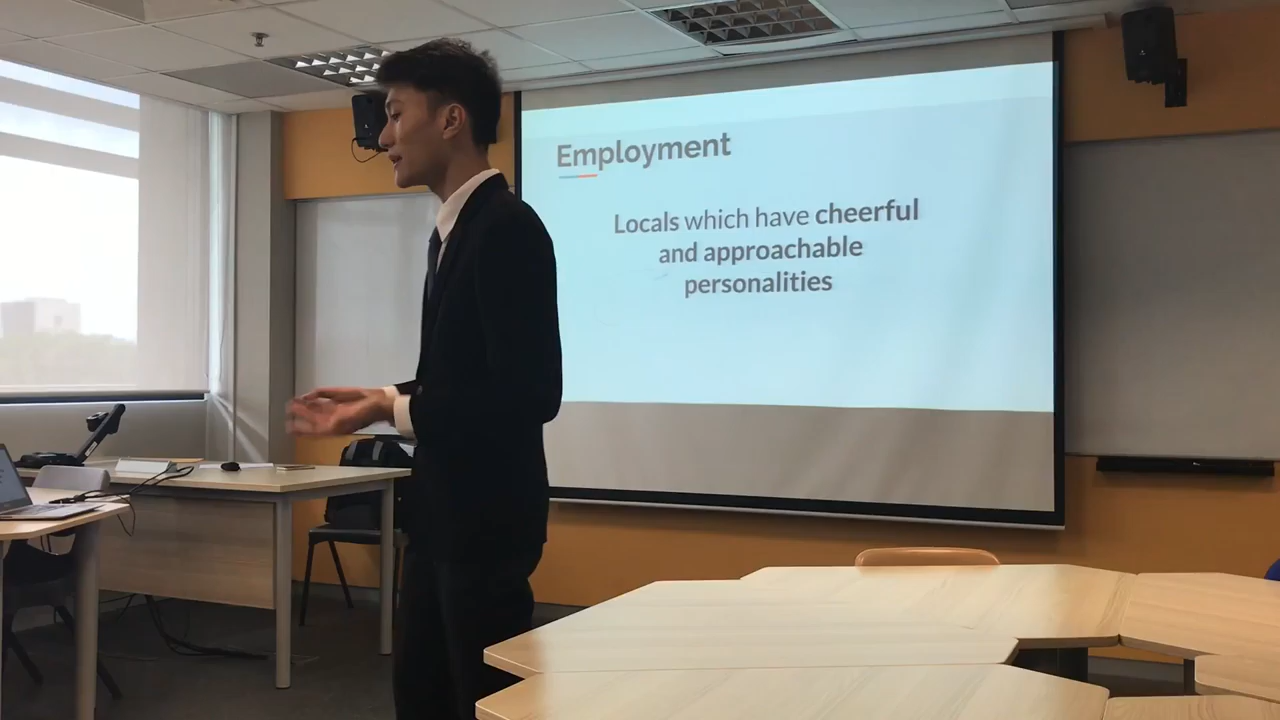 Employment
Locals which have cheerful
and approachable
personalities